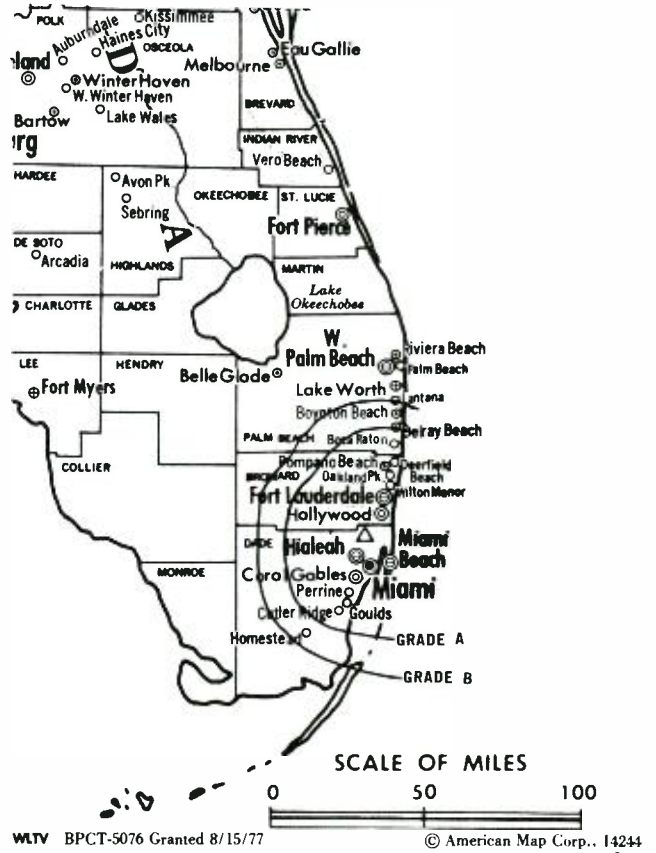 POLK
Kissimmee
Auburndale
Haines City
OSCEOLA
D
Eau Gallie
Melbourne
Winter Haven
W. Winter Haven
BREVARD
Bartow
Lake Wales
INDIAN RIVER
Vero Beach
HARDEE
Avon Pk
OKEECHOBEE
ST. LUCIE
Sebring
Fort Pierce
A
DE SOTO
Arcadia
HIGHLANDS
MARTIN
Lake
Okeechobee
CHARLOTTE
GLADES
W
Palm Beach
Riviera Beach
LEE
HENDRY
Palm Beach
Belle Glade
Fort Myers
Lake Worth
Lantana
Boynton Beach
PALM BEACH
Delray Beach
Boca Raton
COLLIER
Pompano Beach
Deerfield
Beach
BROWARD
Oakland Pk
Fort Lauderdale
Wilton Manor
Hollywood
DADE
Hialeah
Miami
Beach
MONROE
Coral Gables
Miami
Perrine
Cutler Ridge
Goulds
Homestead
GRADE A
GRADE B
SCALE OF MILES
0 50 100
WLTV BPCT-5076 Granted 8/15/77
© American Map Corp., 14244